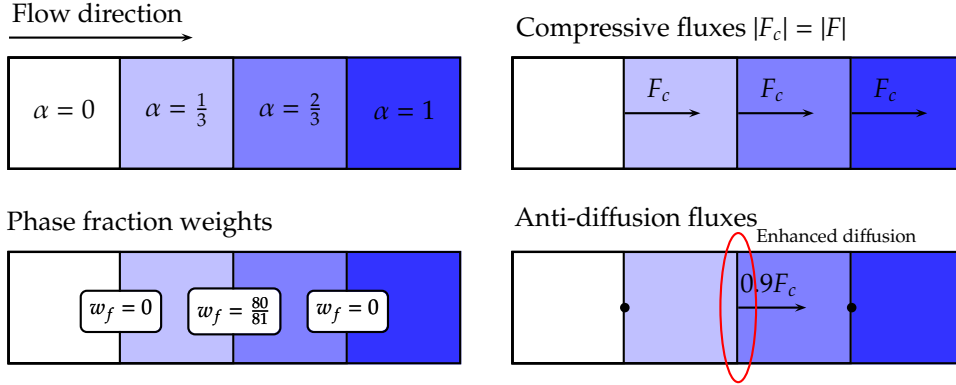 Flow direction
α = 0 α = 1/3 α = 2/3 α = 1
Compressive fluxes |F_c| = |F|
F_c F_c F_c
Phase fraction weights
w_f = 0 w_f = 80/81 w_f = 0
Anti-diffusion fluxes
Enhanced diffusion
0.9F_c